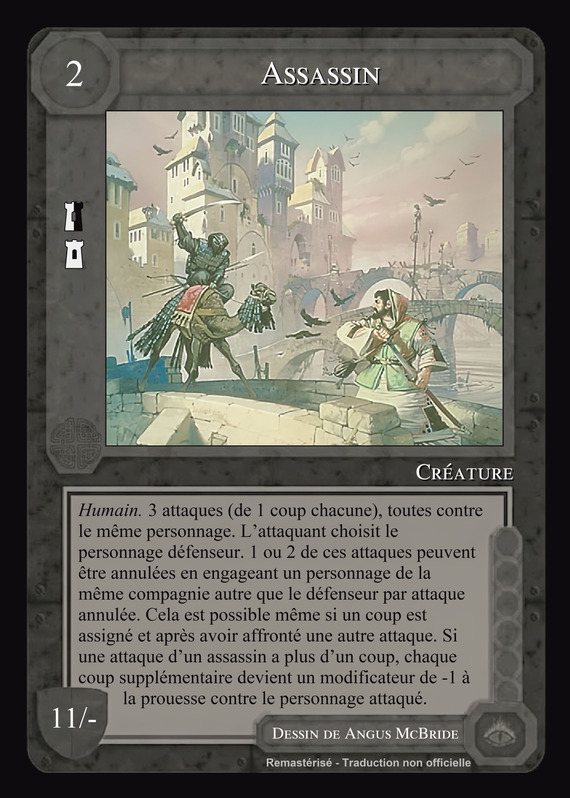 2
Assassin
Créature
Humain. 3 attaques (de 1 coup chacune), toutes contre
le même personnage. L'attaquant choisit le
personnage défenseur. 1 ou 2 de ces attaques peuvent
être annulées en engageant un personnage de la
même compagnie autre que le défenseur par attaque
annulée. Cela est possible même si un coup est
assigné et après avoir affronté une autre attaque. Si
une attaque d'un assassin a plus d'un coup, chaque
coup supplémentaire devient un modificateur de -1 à
la prouesse contre le personnage attaqué.
11/-
Dessin de Angus McBride
Remastérisé - Traduction non officielle